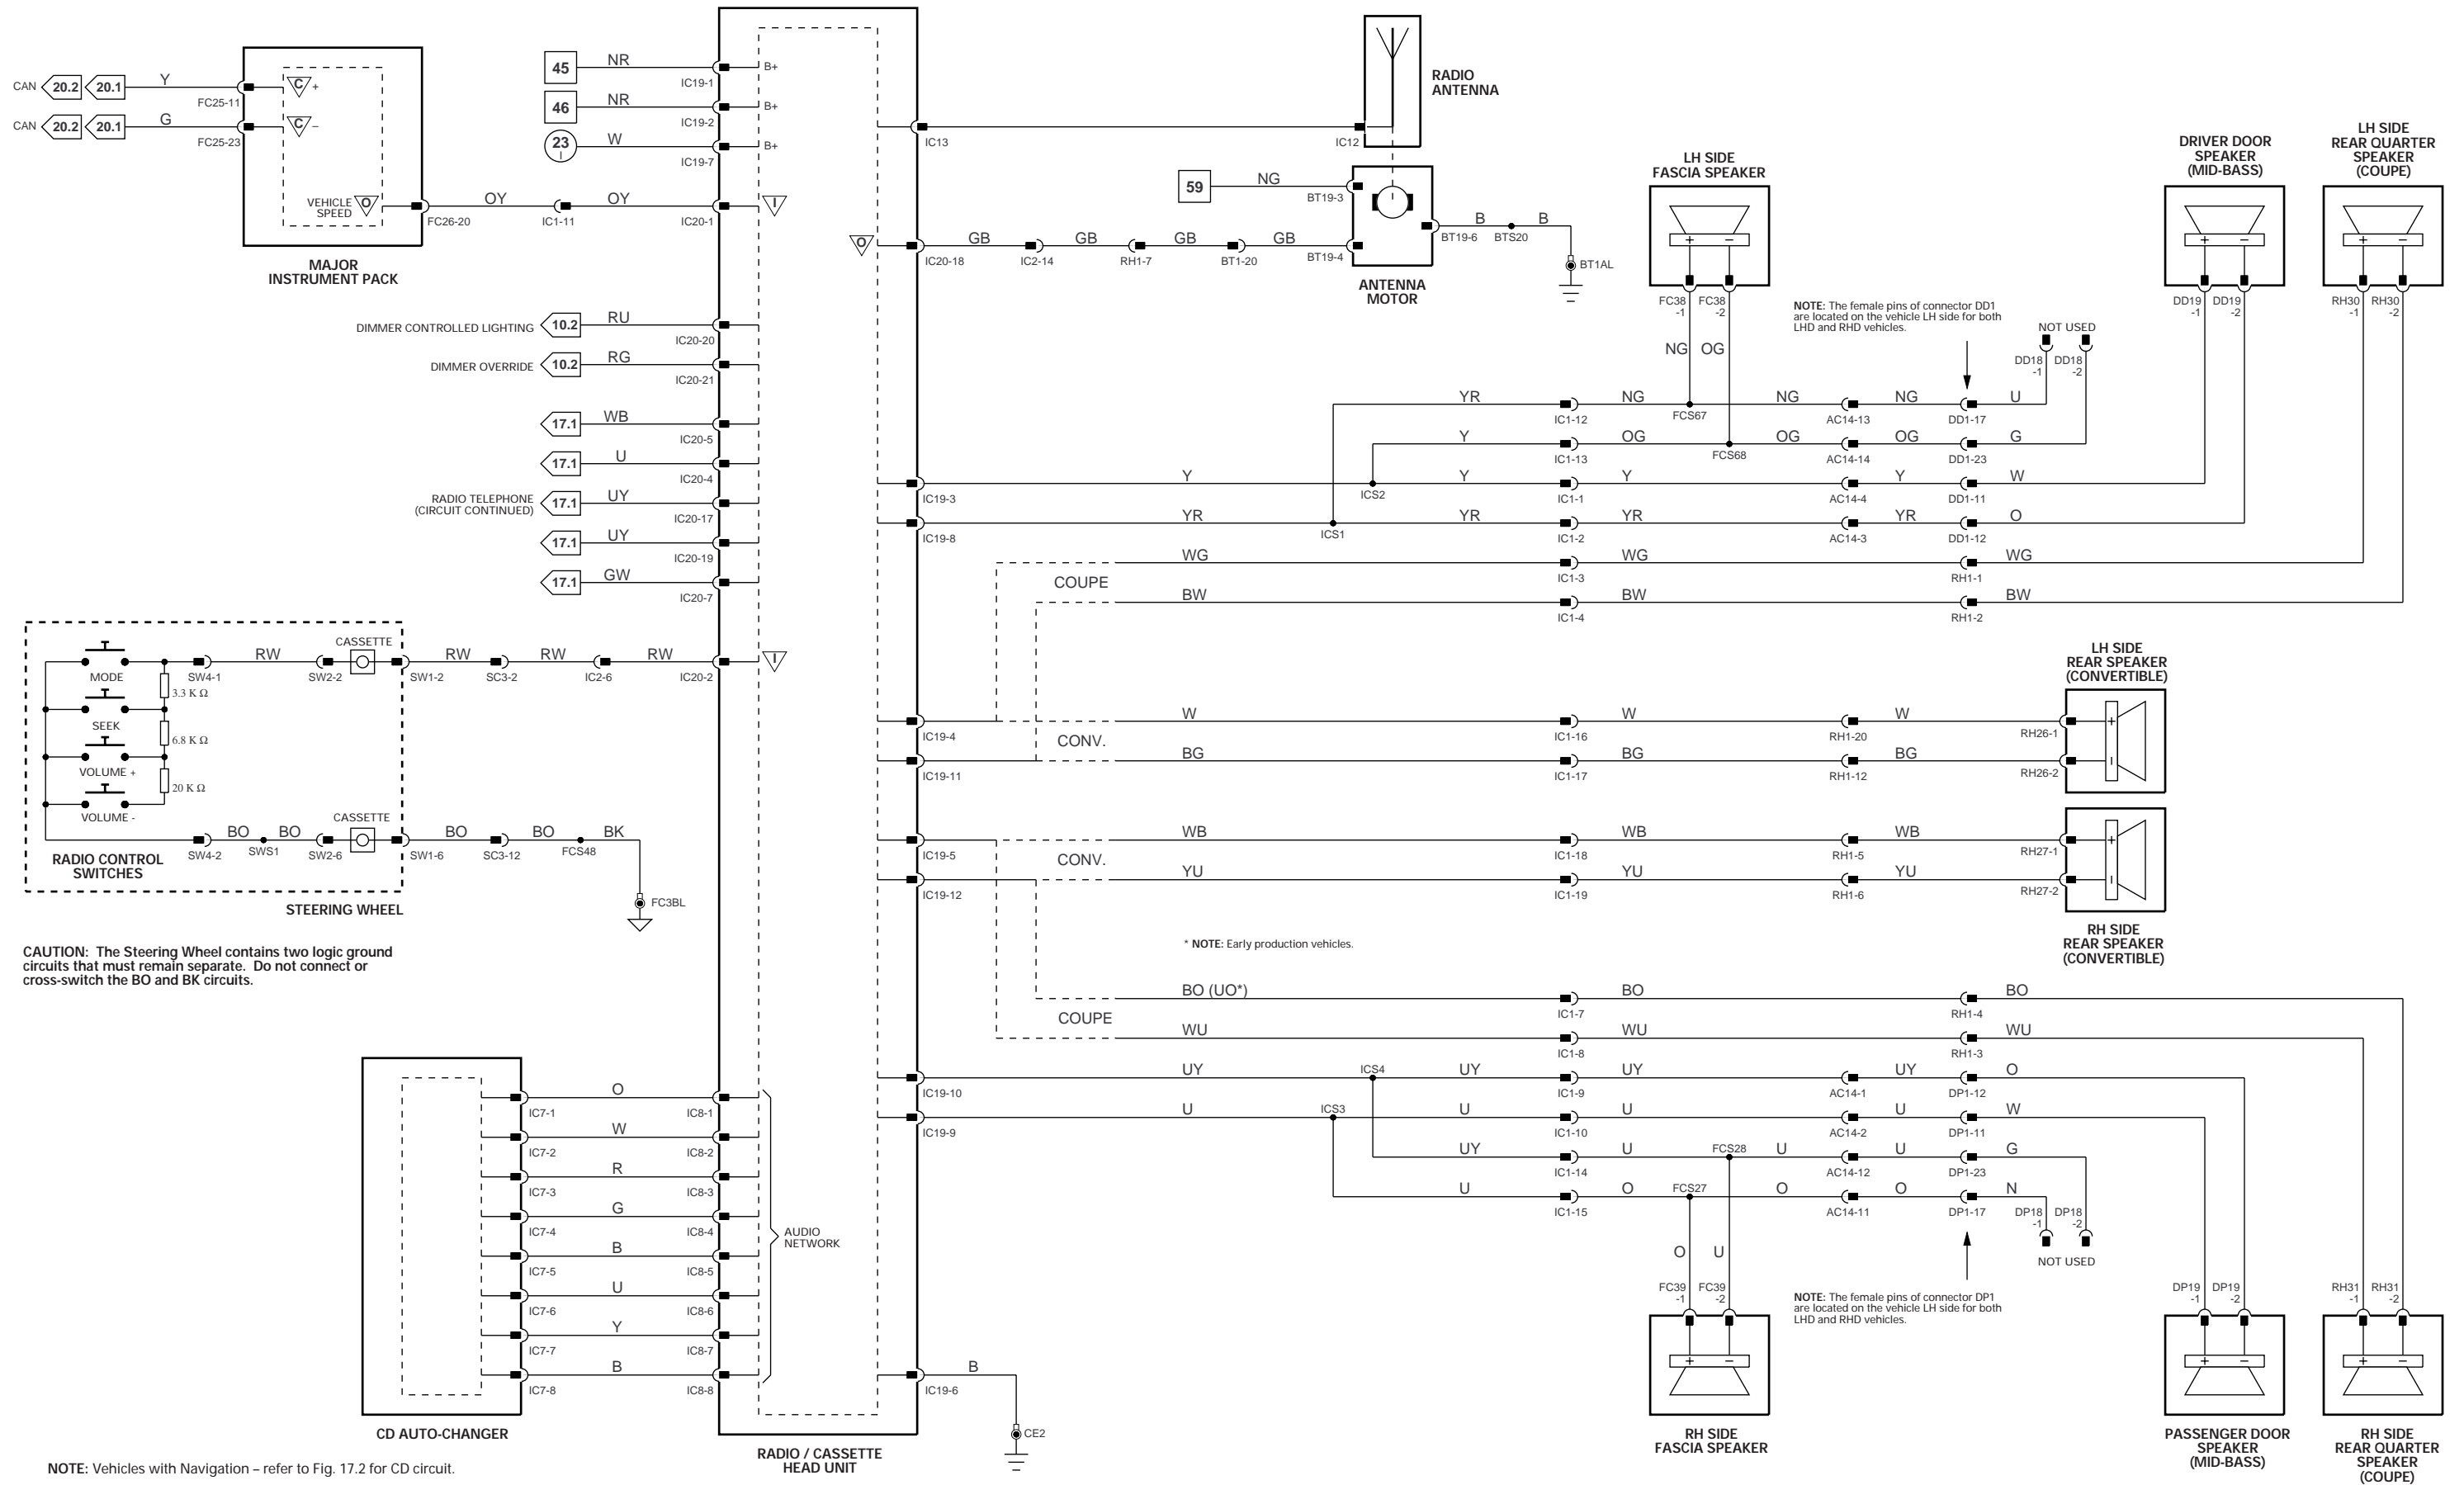 CAN 20.2 20.1 Y FC25-11 C +
CAN 20.2 20.1 G FC25-23 C –
VEHICLE
SPEED O
FC26-20 OY IC1-11 OY IC20-1 I
MAJOR
INSTRUMENT PACK
45 NR IC19-1 B+
46 NR IC19-2 B+
23 I W IC19-7 B+
DIMMER CONTROLLED LIGHTING 10.2 RU IC20-20
DIMMER OVERRIDE 10.2 RG IC20-21
17.1 WB IC20-5
17.1 U IC20-4
RADIO TELEPHONE
(CIRCUIT CONTINUED)
17.1 UY IC20-17
17.1 UY IC20-19
17.1 GW IC20-7
MODE SW4-1 RW SW2-2 CASSETTE SW1-2 RW SC3-2 RW IC2-6 RW IC20-2 I
3.3 K Ω
SEEK
6.8 K Ω
VOLUME +
20 K Ω
VOLUME -
SW4-2 BO SWS1 BO SW2-6 CASSETTE SW1-6 BO SC3-12 BO FCS48 BK
FC3BL
RADIO CONTROL
SWITCHES
STEERING WHEEL
CAUTION: The Steering Wheel contains two logic ground
circuits that must remain separate. Do not connect or
cross-switch the BO and BK circuits.
IC7-1 O IC8-1
IC7-2 W IC8-2
IC7-3 R IC8-3
IC7-4 G IC8-4
IC7-5 B IC8-5
IC7-6 U IC8-6
IC7-7 Y IC8-7
IC7-8 B IC8-8
AUDIO
NETWORK
CD AUTO-CHANGER
NOTE: Vehicles with Navigation – refer to Fig. 17.2 for CD circuit.
RADIO / CASSETTE
HEAD UNIT
IC19-6 B
CE2
IC13 IC12
RADIO
ANTENNA
59 NG BT19-3
O IC20-18 GB IC2-14 GB RH1-7 GB BT1-20 GB BT19-4
BT19-6 B BTS20 B
BT1AL
ANTENNA
MOTOR
LH SIDE
FASCIA SPEAKER
+ –
FC38
-1
FC38
-2
NG OG
NOTE: The female pins of connector DD1
are located on the vehicle LH side for both
LHD and RHD vehicles.
NOT USED
DD18
-1
DD18
-2
DRIVER DOOR
SPEAKER
(MID-BASS)
+ –
DD19
-1
DD19
-2
LH SIDE
REAR QUARTER
SPEAKER
(COUPE)
+ –
RH30
-1
RH30
-2
YR IC1-12 NG FCS67 NG AC14-13 NG DD1-17 U
Y IC1-13 OG FCS68 OG AC14-14 OG DD1-23 G
IC19-3 Y ICS2 Y IC1-1 Y AC14-4 Y DD1-11 W
IC19-8 YR ICS1 YR IC1-2 YR AC14-3 YR DD1-12 O
WG IC1-3 WG RH1-1 WG
COUPE
BW IC1-4 BW RH1-2 BW
LH SIDE
REAR SPEAKER
(CONVERTIBLE)
IC19-4 W IC1-16 W RH1-20 W RH26-1 +
CONV.
IC19-11 BG IC1-17 BG RH1-12 BG RH26-2 –
IC19-5 WB IC1-18 WB RH1-5 WB RH27-1 +
CONV.
IC19-12 YU IC1-19 YU RH1-6 YU RH27-2 –
RH SIDE
REAR SPEAKER
(CONVERTIBLE)
* NOTE: Early production vehicles.
BO (UO*) IC1-7 BO RH1-4 BO
COUPE
WU IC1-8 WU RH1-3 WU
IC19-10 UY ICS4 UY IC1-9 UY AC14-1 UY DP1-12 O
IC19-9 U ICS3 U IC1-10 U AC14-2 U DP1-11 W
UY IC1-14 U FCS28 U AC14-12 U DP1-23 G
U IC1-15 O FCS27 O AC14-11 O DP1-17 N
DP18
-1
DP18
-2
NOT USED
O U
FC39
-1
FC39
-2
+ –
RH SIDE
FASCIA SPEAKER
NOTE: The female pins of connector DP1
are located on the vehicle LH side for both
LHD and RHD vehicles.
DP19
-1
DP19
-2
+ –
PASSENGER DOOR
SPEAKER
(MID-BASS)
RH31
-1
RH31
-2
+ –
RH SIDE
REAR QUARTER
SPEAKER
(COUPE)